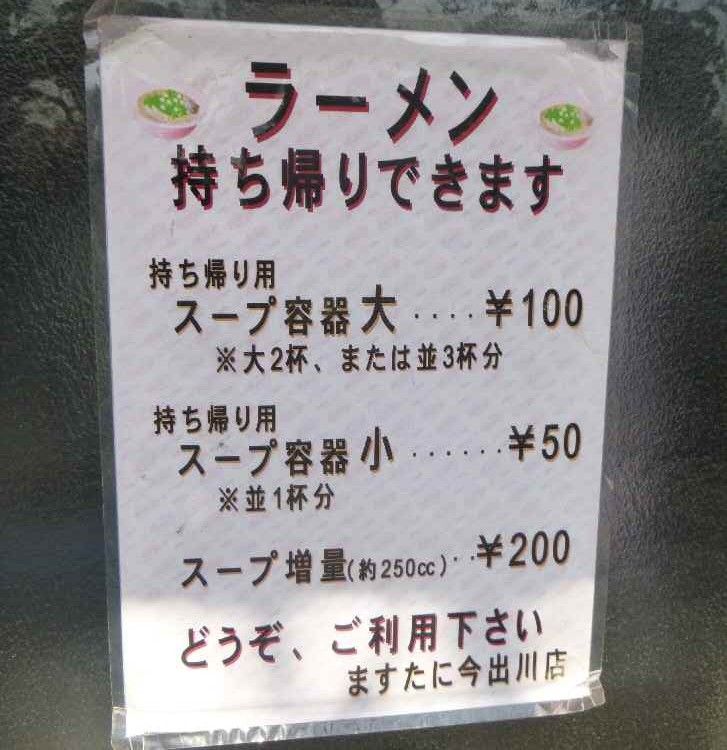 ラーメン
持ち帰りできます
持ち帰り用
スープ容器 大 ････ ¥100
※大2杯、または並3杯分
持ち帰り用
スープ容器 小 ･･････ ¥50
※並1杯分
スープ増量(約250cc)･･ ¥200
どうぞ、ご利用下さい
ますたに今出川店